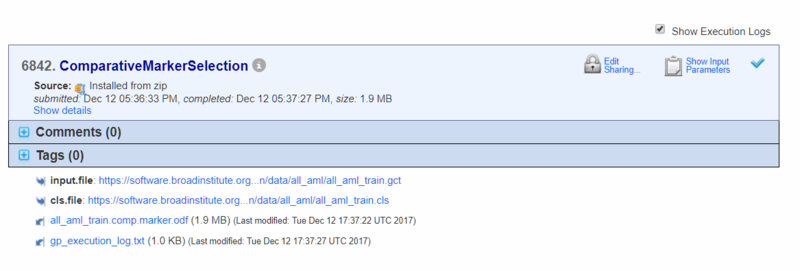 Show Execution Logs
6842. ComparativeMarkerSelection
Edit Sharing...
Show Input Parameters
Source: Installed from zip
submitted: Dec 12 05:36:33 PM, completed: Dec 12 05:37:27 PM, size: 1.9 MB
Show details
Comments (0)
Tags (0)
input.file: https://software.broadinstitute.org...n/data/all_aml/all_aml_train.gct
cls.file: https://software.broadinstitute.org...n/data/all_aml/all_aml_train.cls
all_aml_train.comp.marker.odf (1.9 MB) (Last modified: Tue Dec 12 17:37:22 UTC 2017)
gp_execution_log.txt (1.0 KB) (Last modified: Tue Dec 12 17:37:27 UTC 2017)